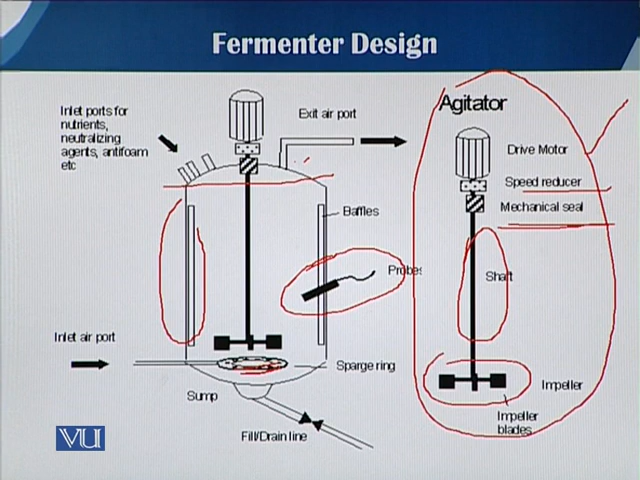 Fermenter Design
Inlet ports for
nutrients,
neutralizing
agents, antifoam
etc
Exit air port
Baffles
Probes
Inlet air port
Sparge ring
Sump
Fill/Drain line
Agitator
Drive Motor
Speed reducer
Mechanical seal
Shaft
Impeller
Impeller
blades
VU